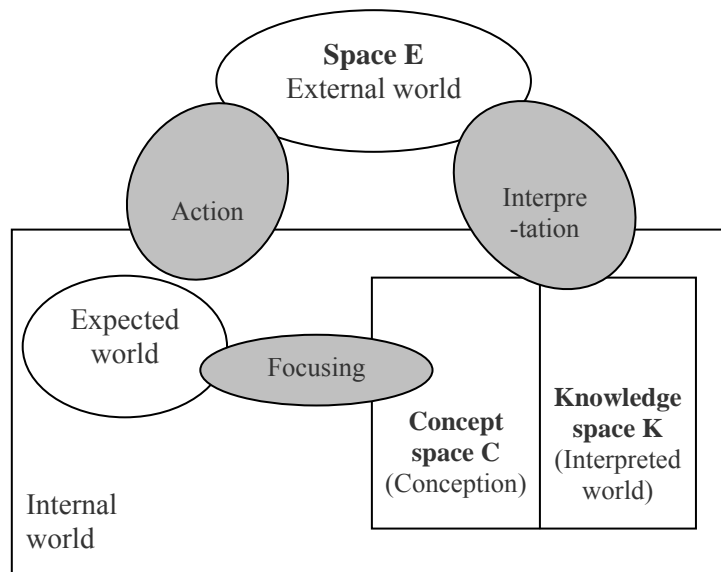 Space E
External world
Action
Interpre
-tation
Expected
world
Focusing
Concept
space C
(Conception)
Knowledge
space K
(Interpreted
world)
Internal
world